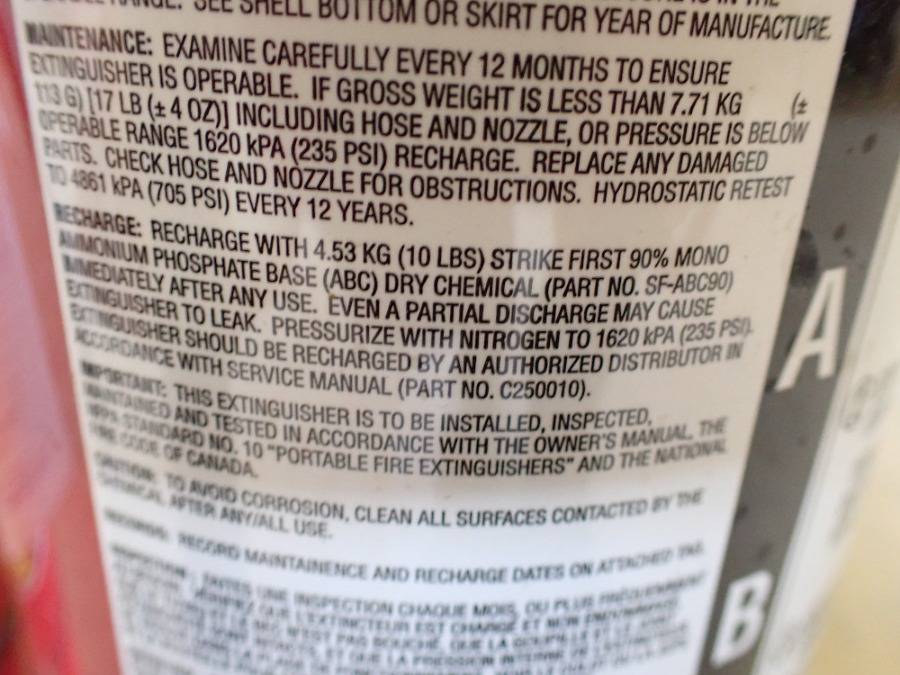 RANGE. SEE SHELL BOTTOM OR SKIRT FOR YEAR OF MANUFACTURE.
MAINTENANCE: EXAMINE CAREFULLY EVERY 12 MONTHS TO ENSURE
EXTINGUISHER IS OPERABLE. IF GROSS WEIGHT IS LESS THAN 7.71 KG (±
113 G) [17 LB (± 4 OZ)] INCLUDING HOSE AND NOZZLE, OR PRESSURE IS BELOW
OPERABLE RANGE 1620 kPA (235 PSI) RECHARGE. REPLACE ANY DAMAGED
PARTS. CHECK HOSE AND NOZZLE FOR OBSTRUCTIONS. HYDROSTATIC RETEST
TO 4861 kPA (705 PSI) EVERY 12 YEARS.
RECHARGE: RECHARGE WITH 4.53 KG (10 LBS) STRIKE FIRST 90% MONO
AMMONIUM PHOSPHATE BASE (ABC) DRY CHEMICAL (PART NO. SF-ABC90)
IMMEDIATELY AFTER ANY USE. EVEN A PARTIAL DISCHARGE MAY CAUSE
EXTINGUISHER TO LEAK. PRESSURIZE WITH NITROGEN TO 1620 kPA (235 PSI).
EXTINGUISHER SHOULD BE RECHARGED BY AN AUTHORIZED DISTRIBUTOR IN
ACCORDANCE WITH SERVICE MANUAL (PART NO. C250010).
IMPORTANT: THIS EXTINGUISHER IS TO BE INSTALLED, INSPECTED,
MAINTAINED AND TESTED IN ACCORDANCE WITH THE OWNER'S MANUAL, THE
NFPA STANDARD NO. 10 "PORTABLE FIRE EXTINGUISHERS" AND THE NATIONAL
FIRE CODE OF CANADA.
CAUTION: TO AVOID CORROSION, CLEAN ALL SURFACES CONTACTED BY THE
CHEMICAL AFTER ANY/ALL USE.
RECORD MAINTAINENCE AND RECHARGE DATES ON ATTACHED TAG.
FAITES UNE INSPECTION CHAQUE MOIS, OU PLUS FRÉQUEMMENT
QUE L'EXTINCTEUR EST CHARGÉ ET
A
B